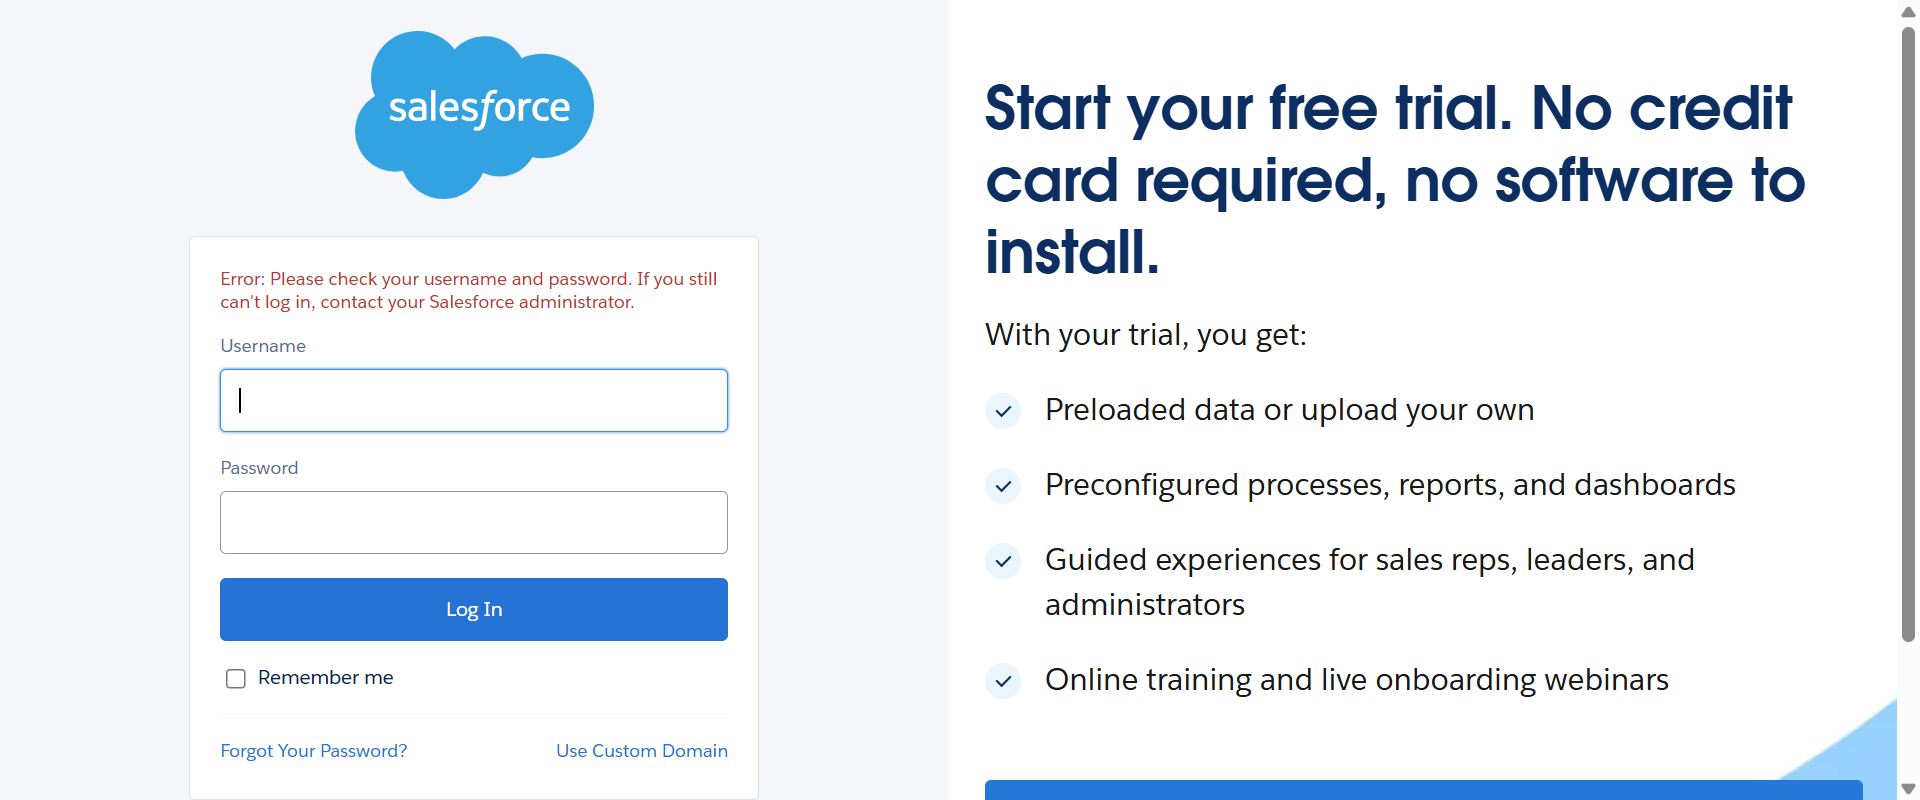 salesforce
Error: Please check your username and password. If you still
can't log in, contact your Salesforce administrator.
Username
Password
Log In
Remember me
Forgot Your Password?
Use Custom Domain
Start your free trial. No credit
card required, no software to
install.
With your trial, you get:
Preloaded data or upload your own
Preconfigured processes, reports, and dashboards
Guided experiences for sales reps, leaders, and
administrators
Online training and live onboarding webinars